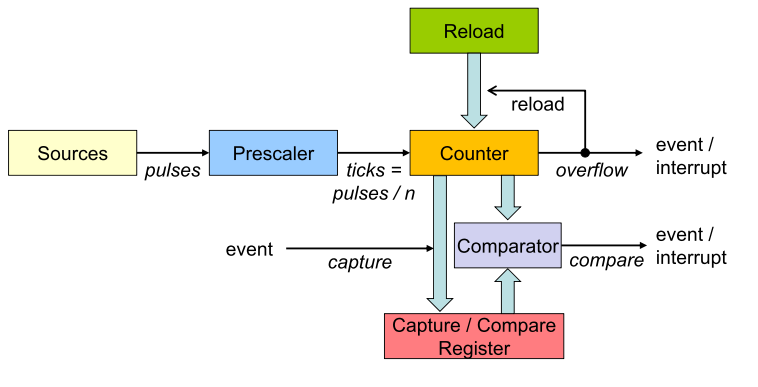 Reload
reload
Sources
pulses
Prescaler
ticks =
pulses / n
Counter
overflow
event /
interrupt
event
capture
Comparator
compare
event /
interrupt
Capture / Compare
Register